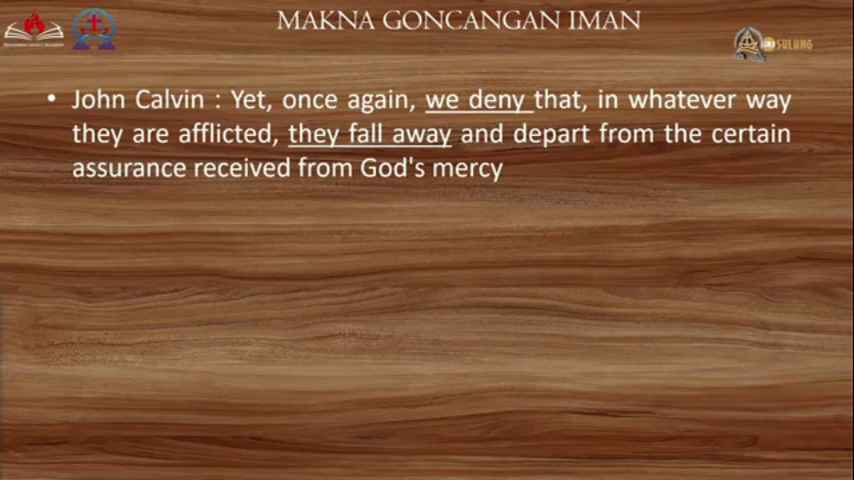 MAKNA GONCANGAN IMAN
SULUNG
• John Calvin : Yet, once again, we deny that, in whatever way
they are afflicted, they fall away and depart from the certain
assurance received from God's mercy